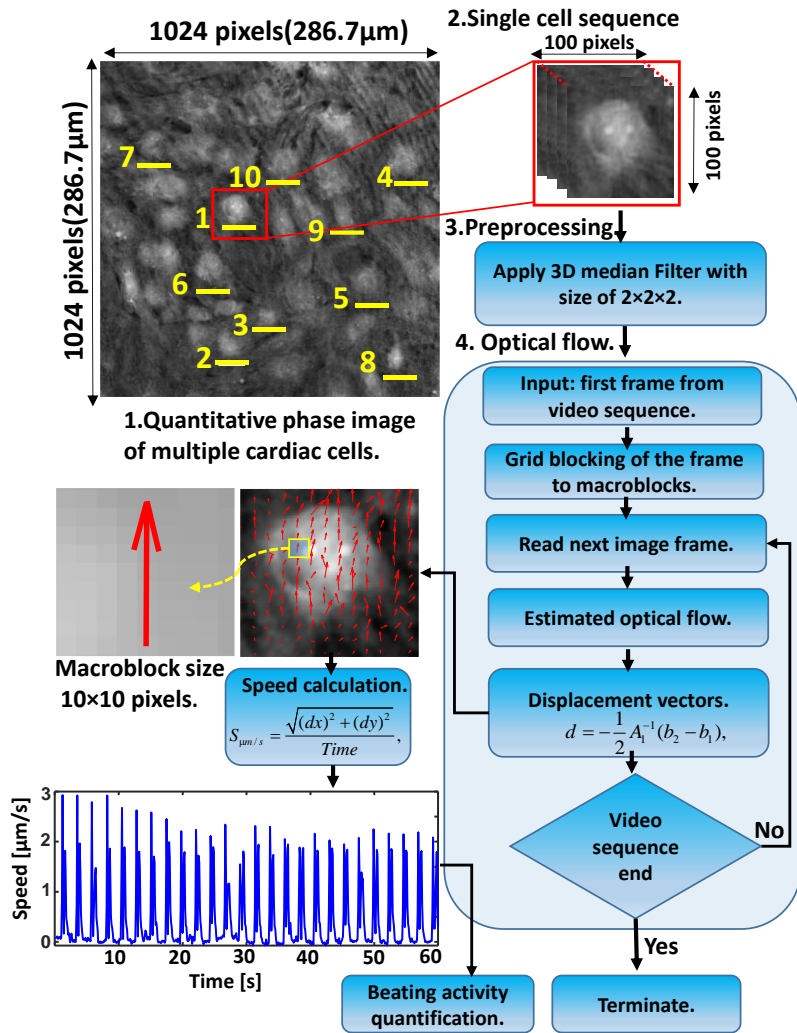 1024 pixels(286.7µm)
1024 pixels(286.7µm)
7
10
4
1
9
6
5
3
2
8
1.Quantitative phase image
of multiple cardiac cells.
2.Single cell sequence
100 pixels
100 pixels
3.Preprocessing
Apply 3D median Filter with
size of 2×2×2.
4. Optical flow.
Input: first frame from
video sequence.
Grid blocking of the frame
to macroblocks.
Read next image frame.
Estimated optical flow.
Displacement vectors.
d = −1/2 A₁⁻¹(b₂ − b₁),
Video
sequence
end
No
Yes
Terminate.
Macroblock size
10×10 pixels.
Speed calculation.
S_µm/s = √((dx)² + (dy)²) / Time,
Speed [µm/s]
3
2
1
0
10
20
30
40
50
60
Time [s]
Beating activity
quantification.